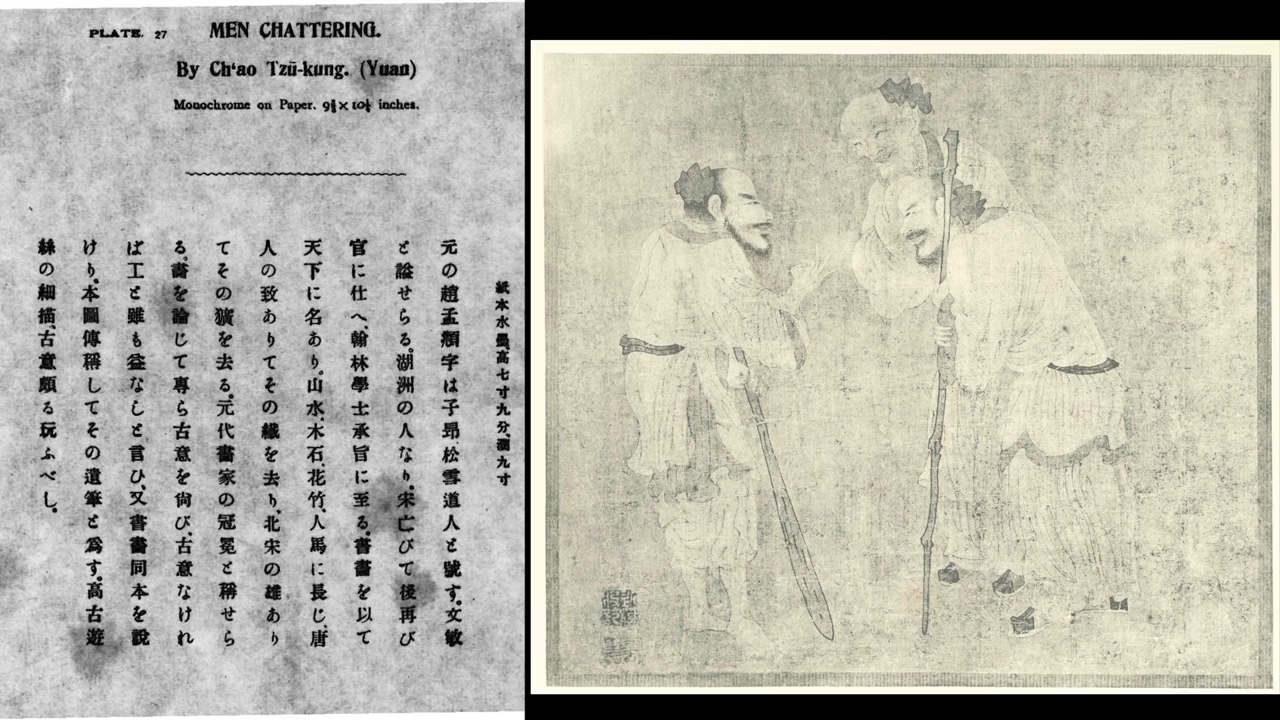 PLATE. 27 MEN CHATTERING.
By Ch‘ao Tzŭ-kung. (Yuan)
Monochrome on Paper. inches.
紙本水墨、高七寸九分、濶九寸
元の趙孟頫字は子昂、松雪道人と號す。文敏
と謚せらる。湖洲の人なり。宋亡びて後再び
官に仕へ、翰林學士承旨に至る。書畫を以て
天下に名あり。山水、木石、花竹、人馬に長じ、唐
人の致ありてその纎を去り、北宋の雄あり
てその獷を去る。元代畫家の冠冕と稱せら
る。畫を論じて專ら古意を尙び、古意なけれ
ば工と雖も益なしと言ひ、又書畫同本を說
けり。本圖傳稱してその遺筆と爲す。高古遊
絲の細描、古意頗る玩ふべし。